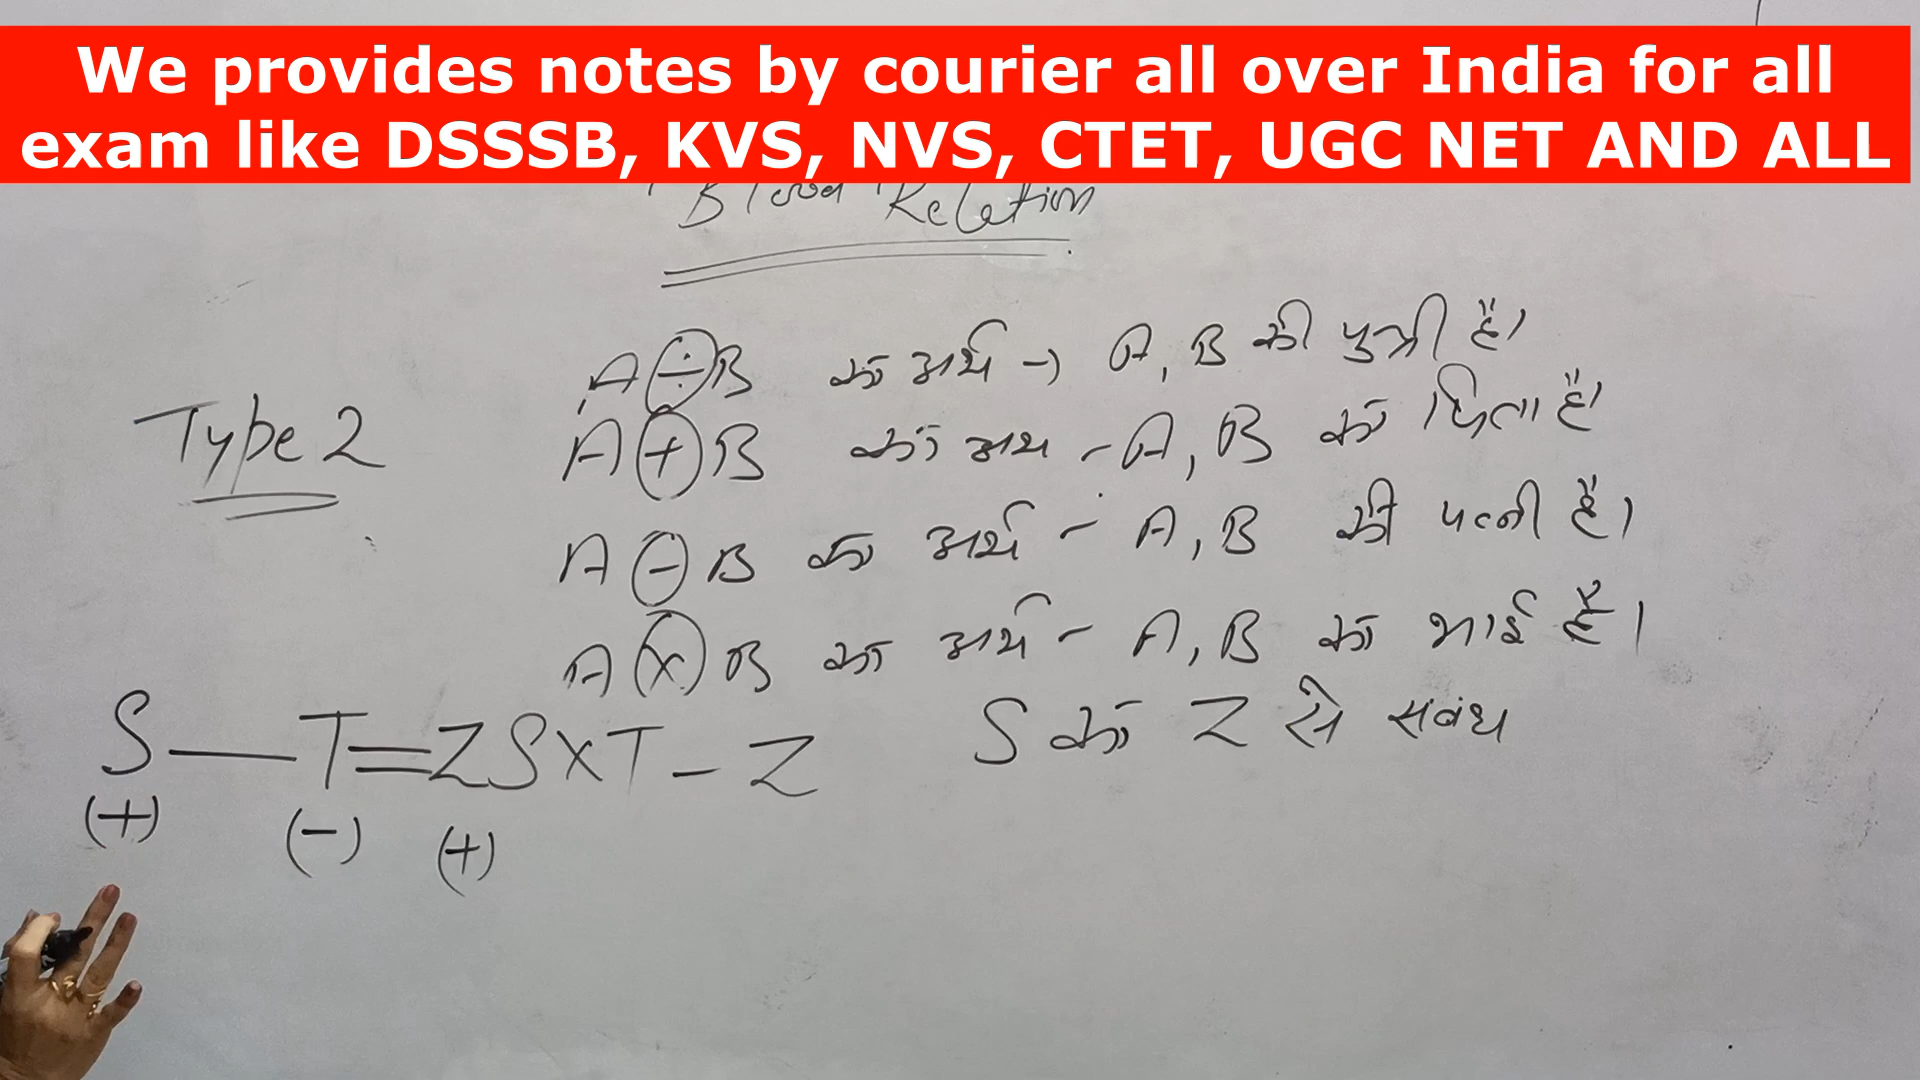 We provides notes by courier all over India for all
exam like DSSSB, KVS, NVS, CTET, UGC NET AND ALL
Blood Relation
A ÷ B का अर्थ → A, B की पुत्री है।
Type 2
A + B का अर्थ - A, B का पिता है।
A - B का अर्थ - A, B की पत्नी है।
A × B का अर्थ - A, B का भाई है।
S — T = Z S × T - Z S का Z से संबंध
(+) (-) (+)